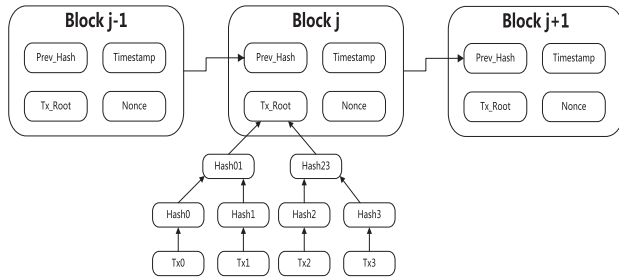 Block j-1 Block j Block j+1
Prev_Hash Timestamp Prev_Hash Timestamp Prev_Hash Timestamp
Tx_Root Nonce Tx_Root Nonce Tx_Root Nonce
Hash01 Hash23
Hash0 Hash1 Hash2 Hash3
Tx0 Tx1 Tx2 Tx3